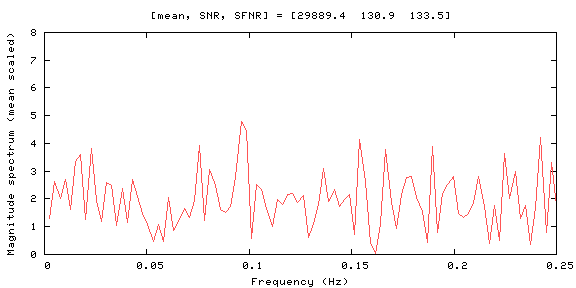 [mean, SNR, SFNR] = [29889.4  130.9  133.5]
Magnitude spectrum (mean scaled)
8
7
6
5
4
3
2
1
0
0 0.05 0.1 0.15 0.2 0.25
Frequency (Hz)